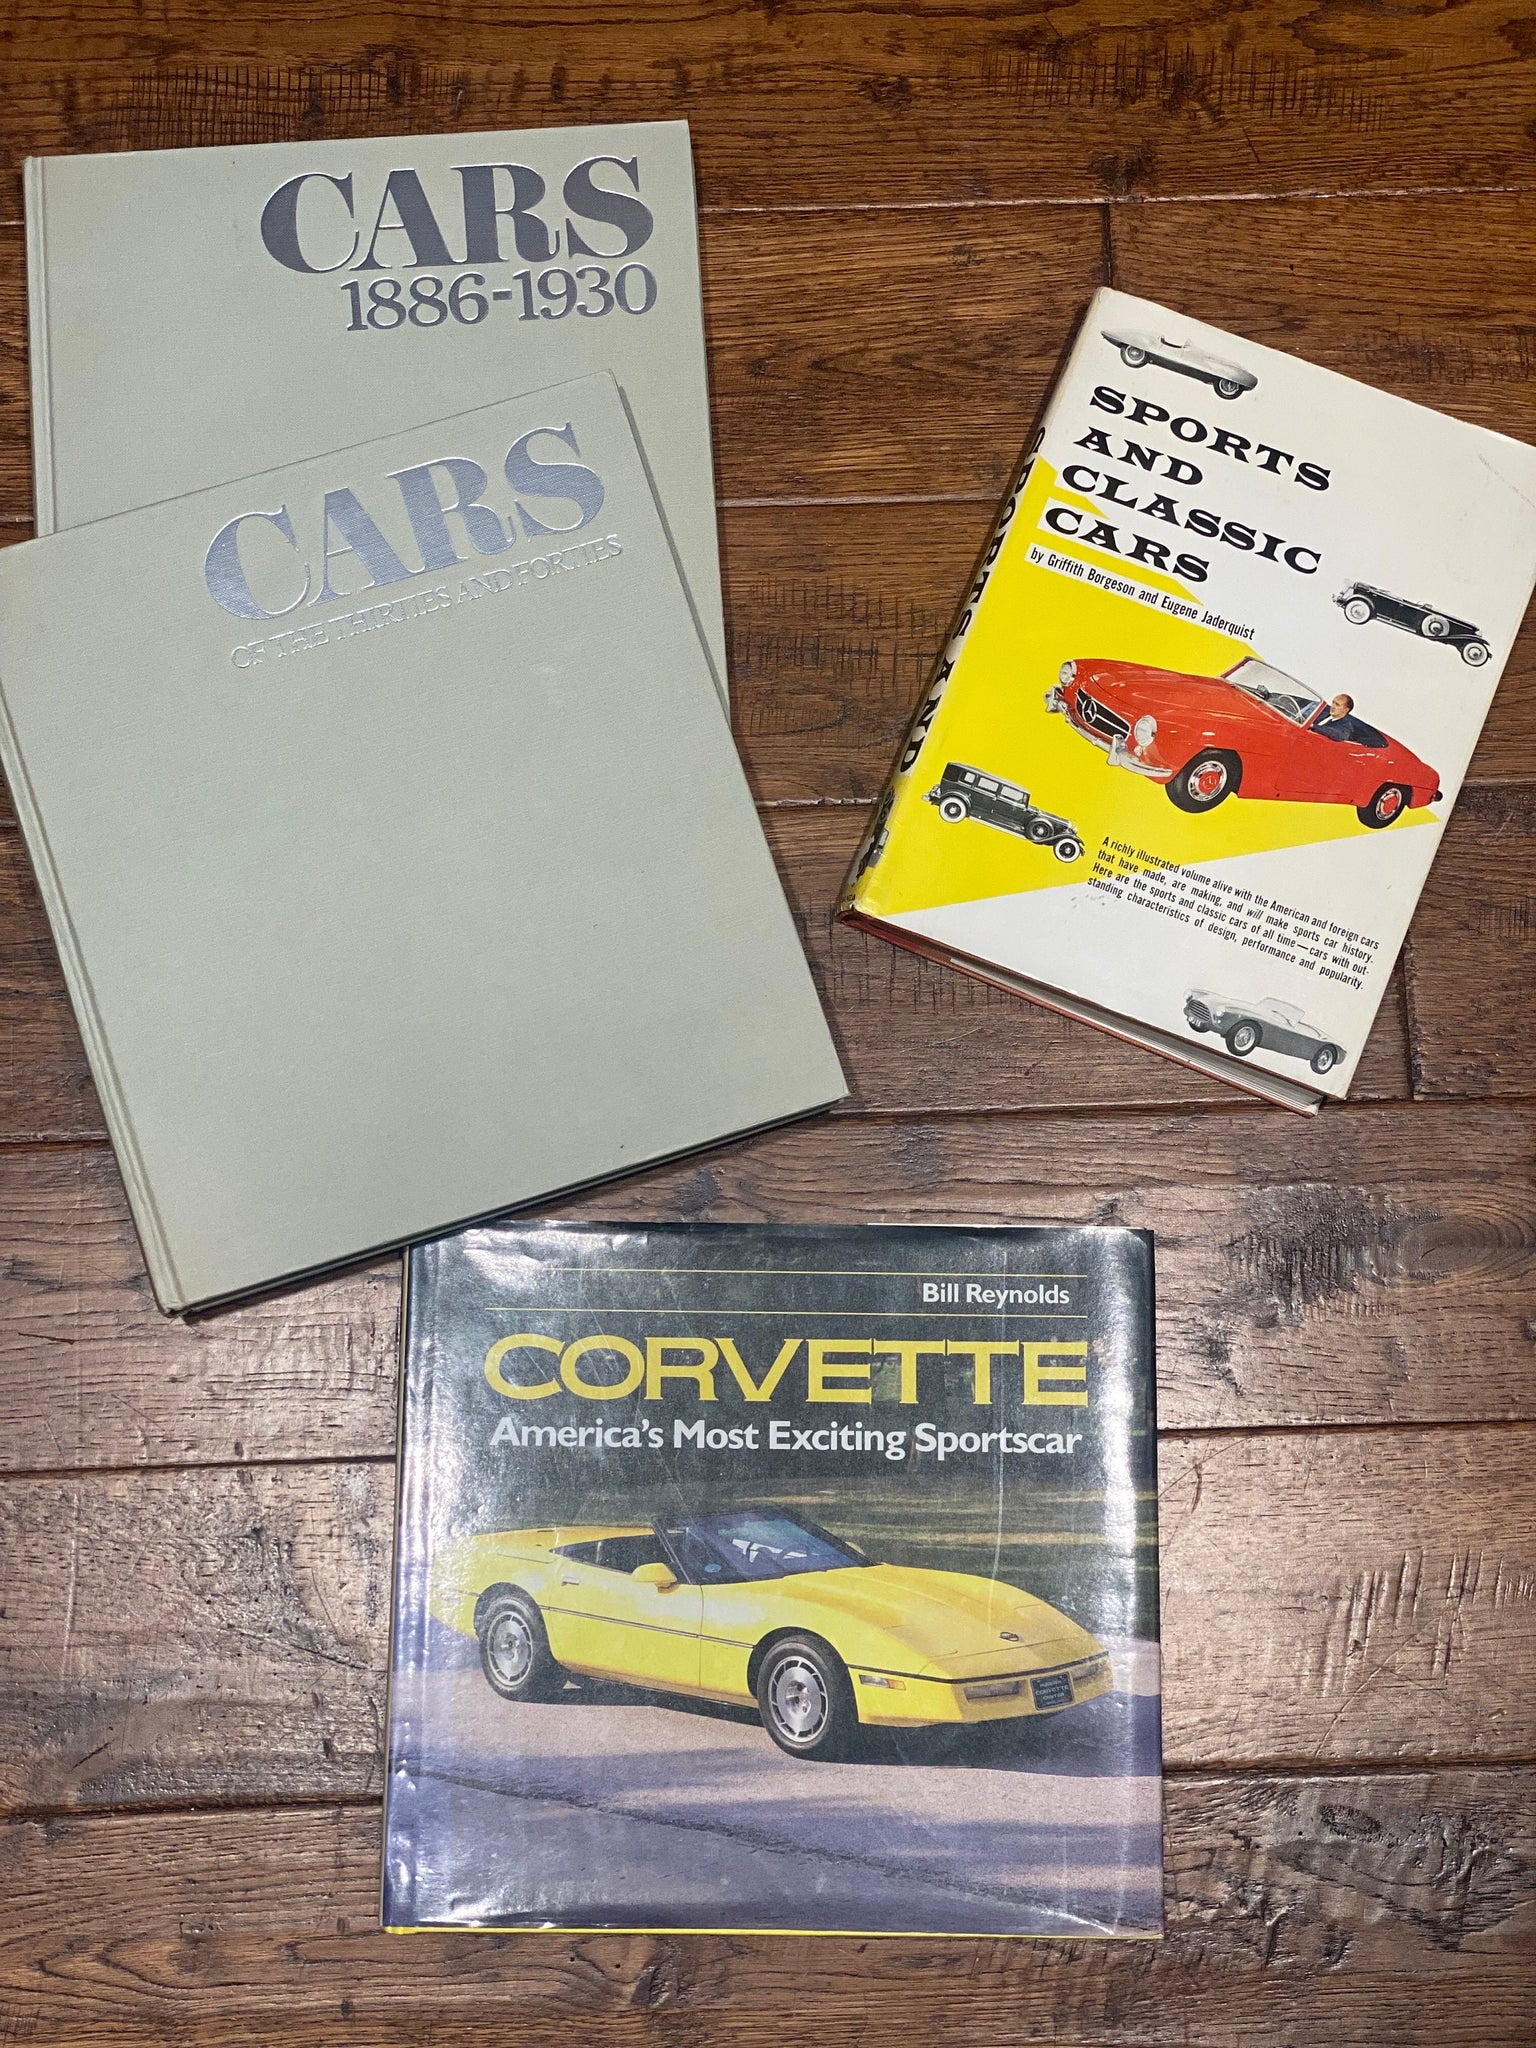 CARS
1886-1930
CARS
OF THE THIRTIES AND FORTIES
SPORTS
AND
CLASSIC
CARS
by Griffith Borgeson and Eugene Jaderquist
A richly illustrated volume alive with the American and foreign cars
that have made, are making, and will make sports car history.
Here are the sports and classic cars of all time—cars with out-
standing characteristics of design, performance and popularity.
SPORTS AND
Bill Reynolds
CORVETTE
America's Most Exciting Sportscar
CORVETTE
CENTER